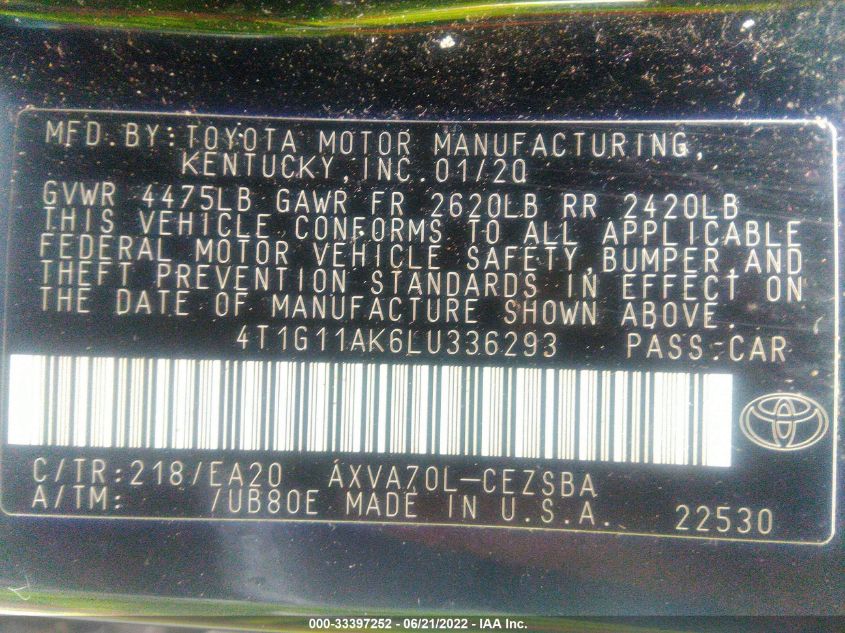 MFD.BY:TOYOTA MOTOR MANUFACTURING,
KENTUCKY,INC.01/20
GVWR 4475LB GAWR FR 2620LB RR 2420LB
THIS VEHICLE CONFORMS TO ALL APPLICABLE
FEDERAL MOTOR VEHICLE SAFETY,BUMPER,AND
THEFT PREVENTION STANDARDS IN EFFECT ON
THE DATE OF MANUFACTURE SHOWN ABOVE.
4T1G11AK6LU336293 PASS.CAR
C/TR:218/EA20 AXVA70L-CEZSBA
A/TM: /UB80E MADE IN U.S.A. 22530
000-33397252 - 06/21/2022 - IAA Inc.